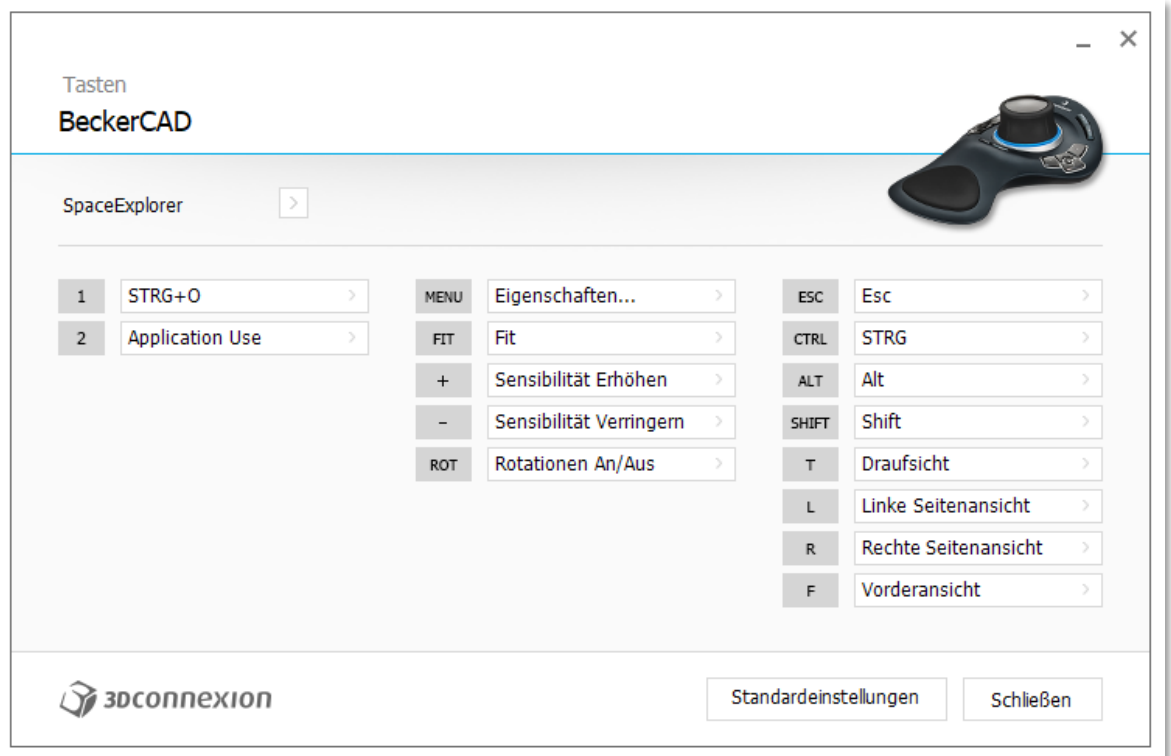 Tasten
BeckerCAD
SpaceExplorer
1 STRG+O
2 Application Use
MENU Eigenschaften...
FIT Fit
+ Sensibilität Erhöhen
– Sensibilität Verringern
ROT Rotationen An/Aus
ESC Esc
CTRL STRG
ALT Alt
SHIFT Shift
T Draufsicht
L Linke Seitenansicht
R Rechte Seitenansicht
F Vorderansicht
3Dconnexion
Standardeinstellungen
Schließen